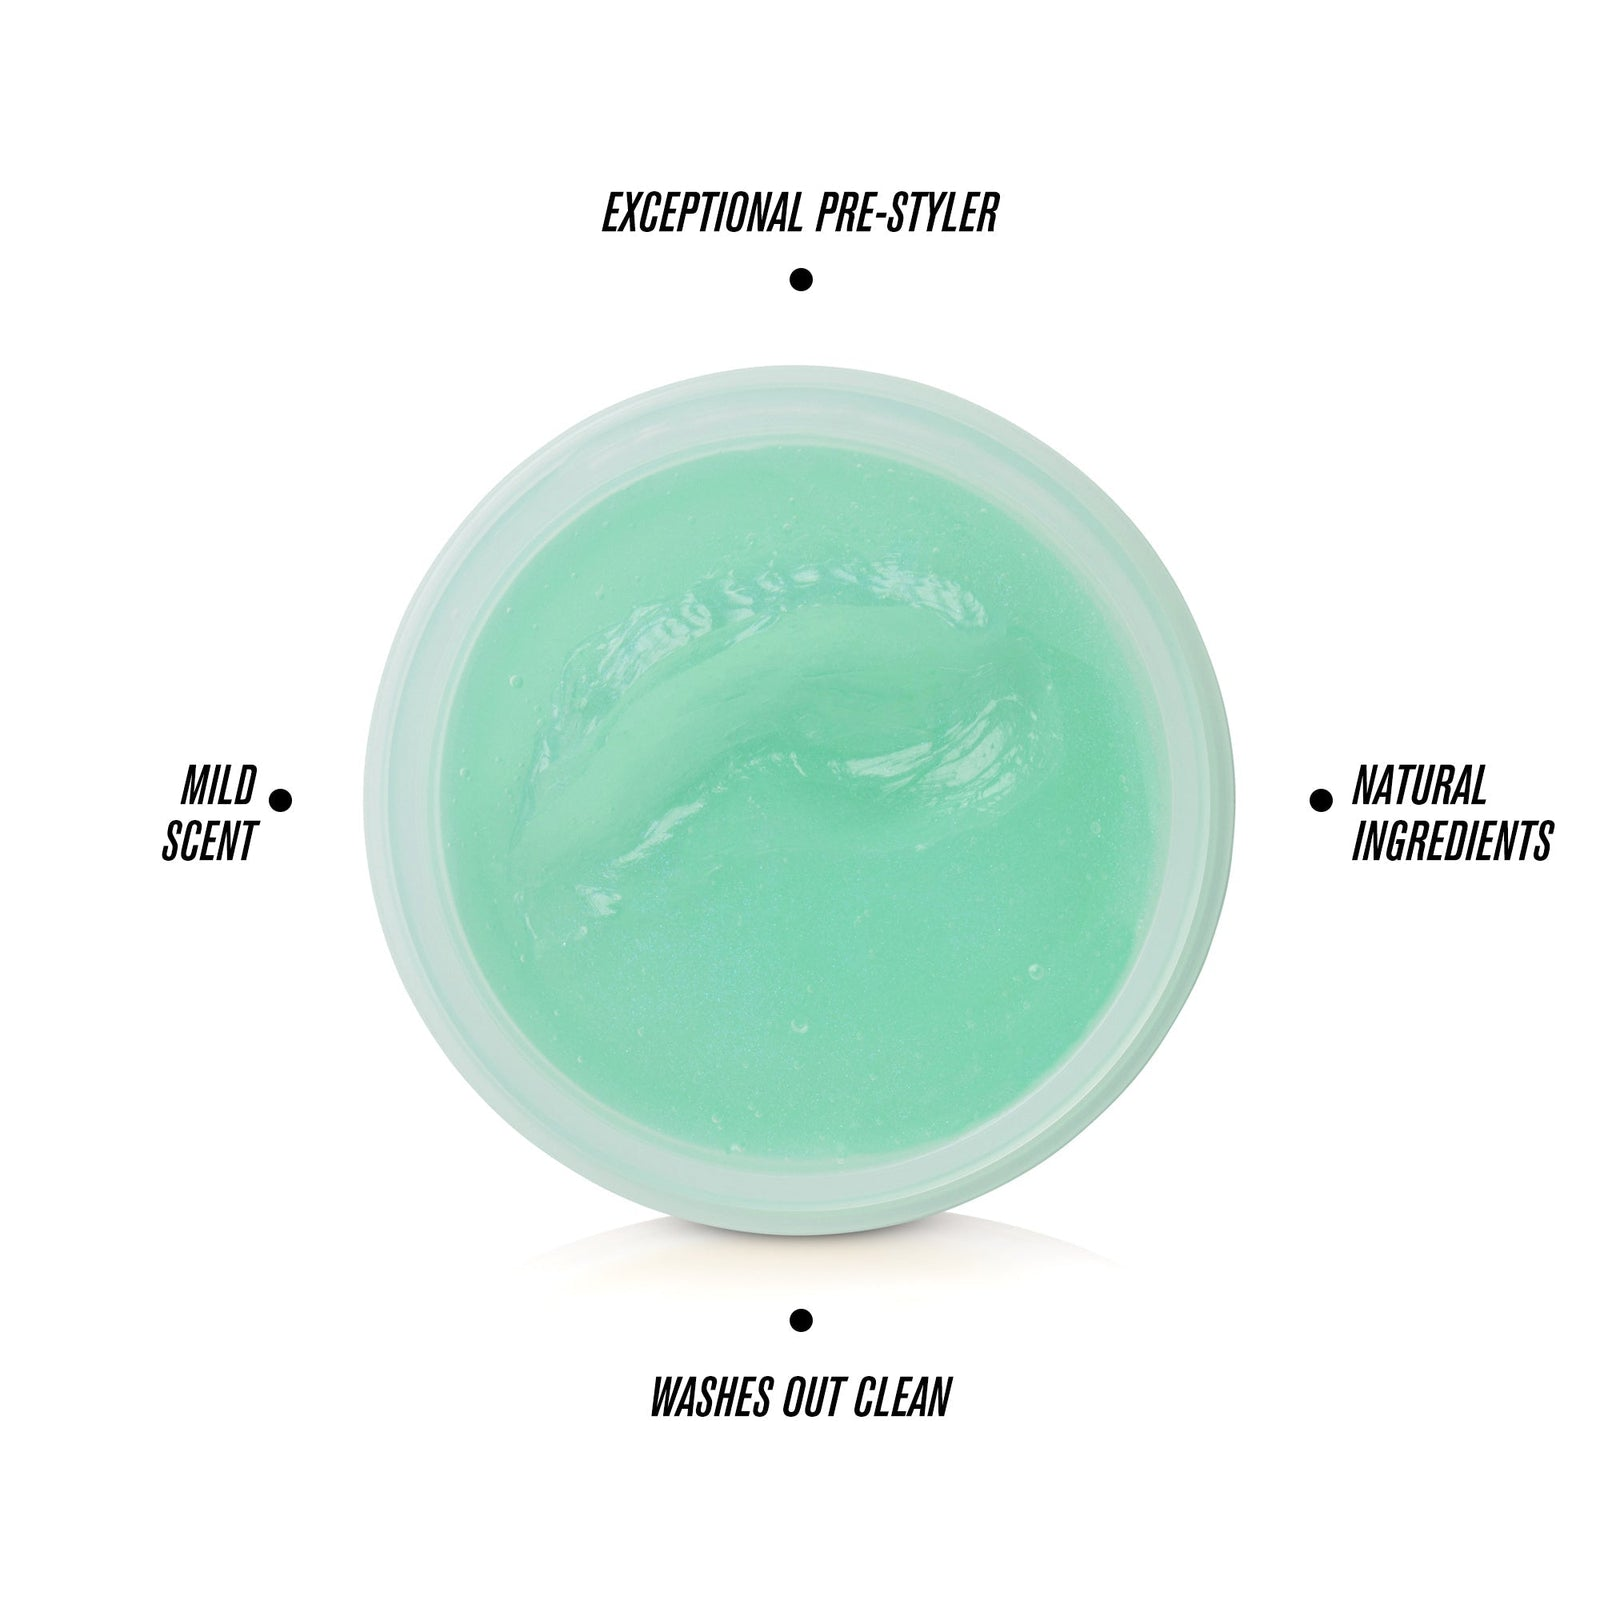 EXCEPTIONAL PRE-STYLER
MILD
SCENT
NATURAL
INGREDIENTS
WASHES OUT CLEAN